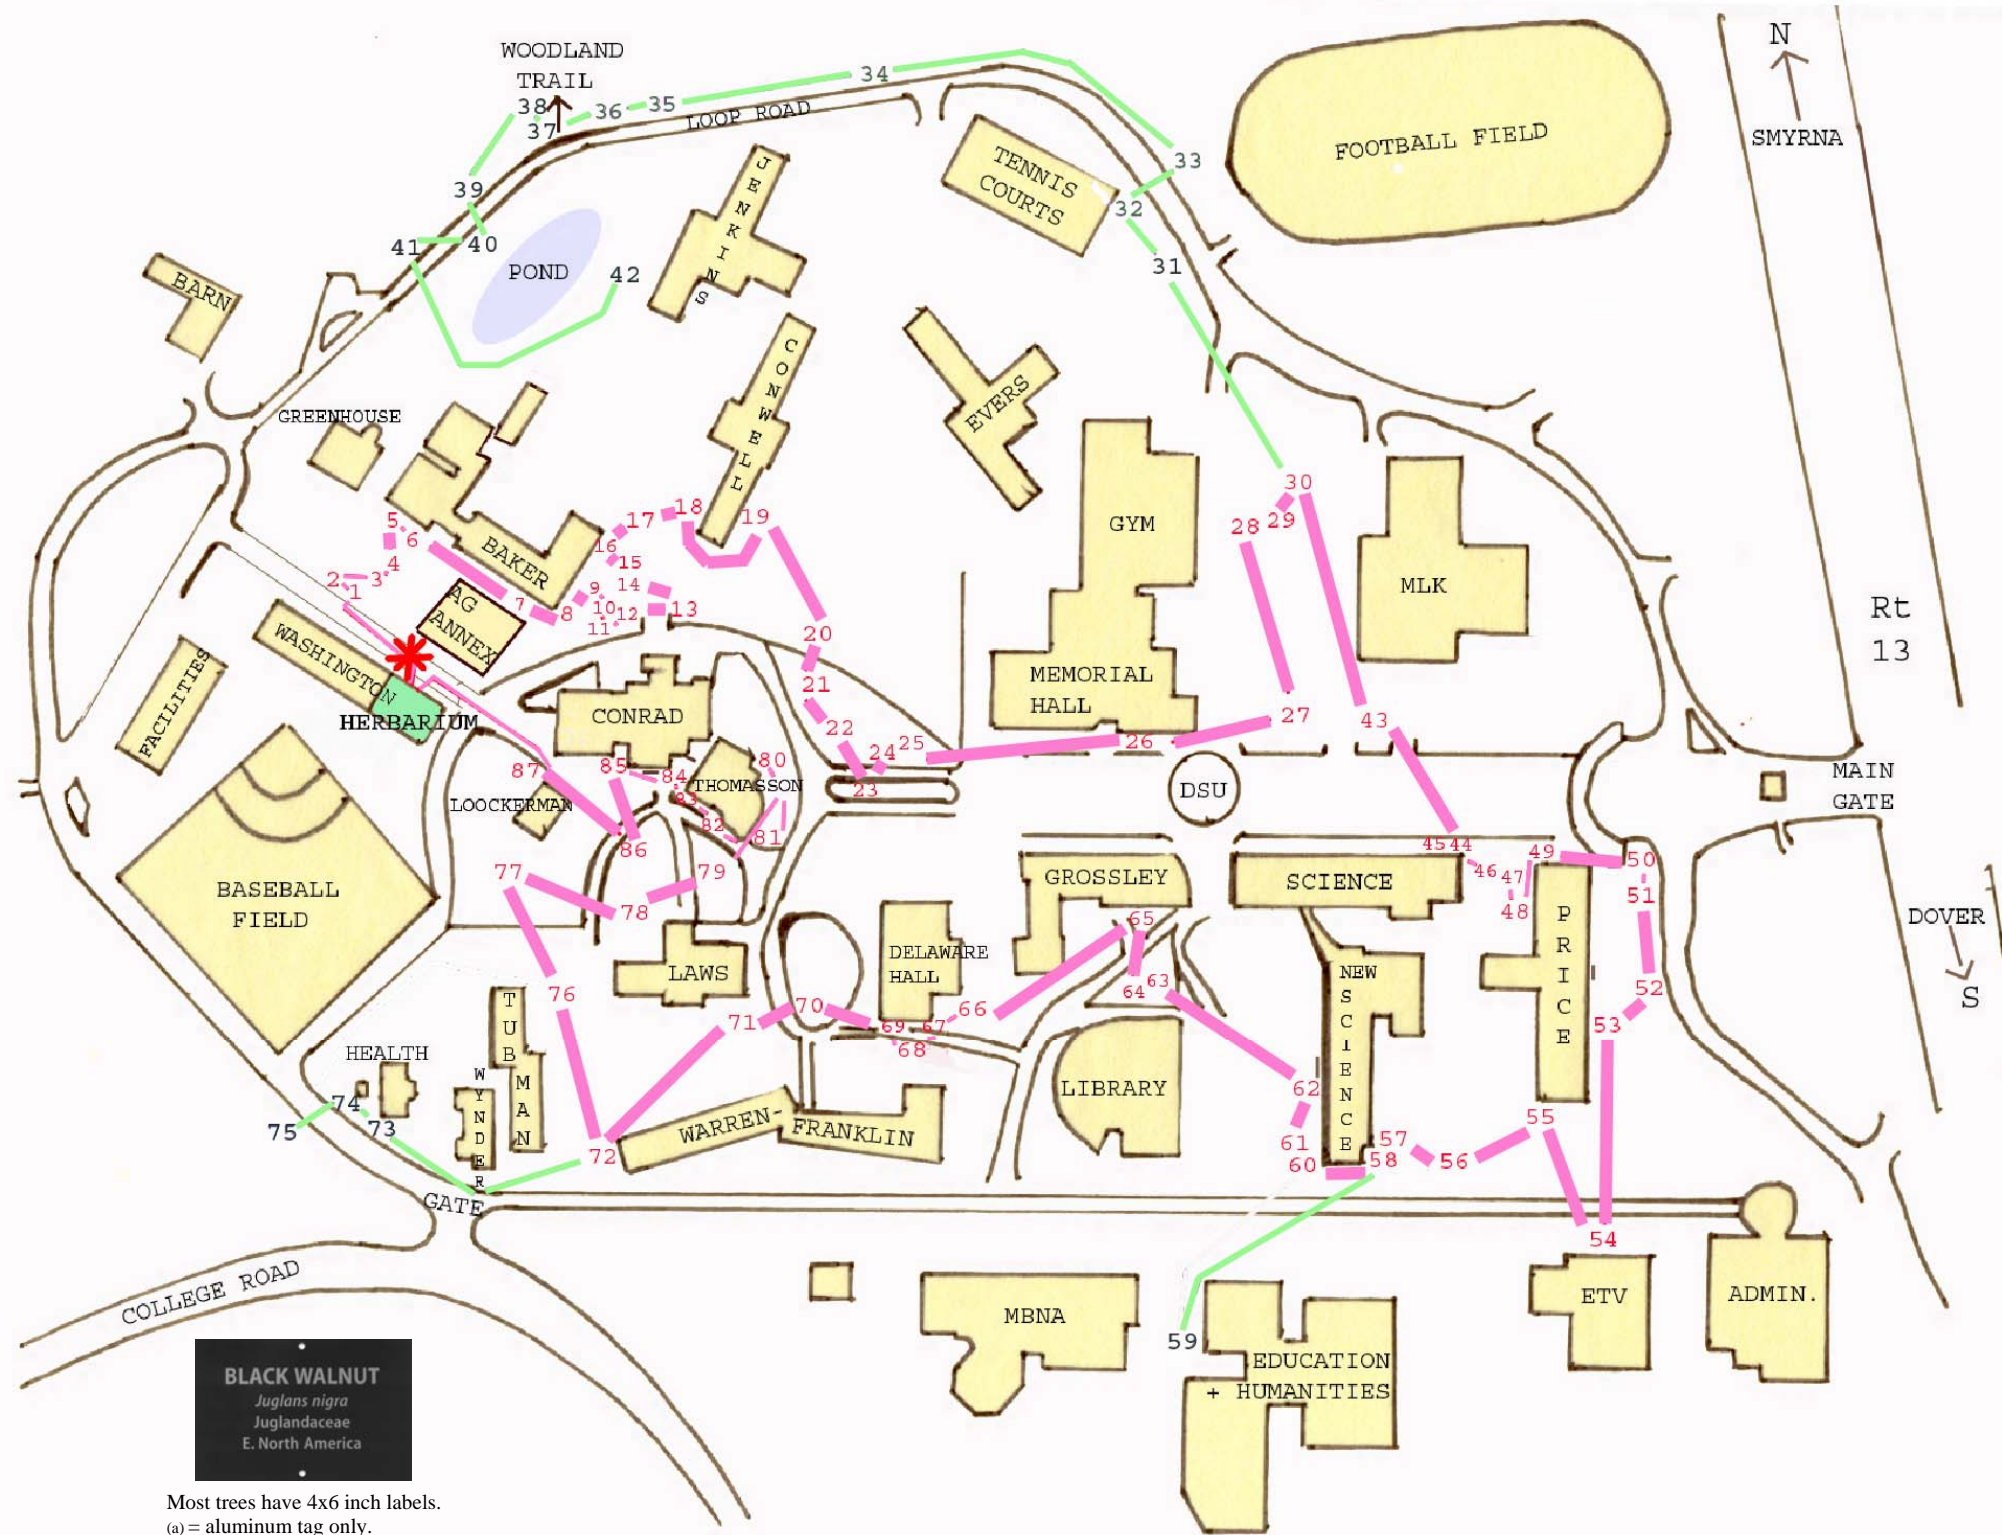 WOODLAND
TRAIL
N
SMYRNA
34
35
36
38
37
LOOP ROAD
FOOTBALL FIELD
JENKINS
TENNIS
COURTS
33
32
39
40
41
31
POND
42
BARN
CONWELL
EVERS
GREENHOUSE
GYM
30
28
29
MLK
Rt
13
5
6
4
3
2
1
BAKER
7
8
9
10
11
12
13
14
15
16
17
18
19
AG
ANNEX
WASHINGTON
HERBARIUM
FACILITIES
20
21
22
23
24
25
26
27
43
MEMORIAL
HALL
CONRAD
THOMASSON
80
81
82
83
84
85
86
87
LOOCKERMAN
DSU
MAIN
GATE
BASEBALL
FIELD
77
78
79
GROSSLEY
SCIENCE
45
44
46
47
48
49
50
51
52
53
PRICE
DOVER
S
LAWS
DELAWARE
HALL
65
64
63
NEW
SCIENCE
66
67
68
69
70
71
76
TUBMAN
HEALTH
WYNDER
74
75
73
72
WARREN-
FRANKLIN
LIBRARY
62
61
60
57
58
56
55
54
GATE
COLLEGE ROAD
MBNA
59
EDUCATION
+ HUMANITIES
ETV
ADMIN.
BLACK WALNUT
Juglans nigra
Juglandaceae
E. North America
Most trees have 4x6 inch labels.
(a) = aluminum tag only.